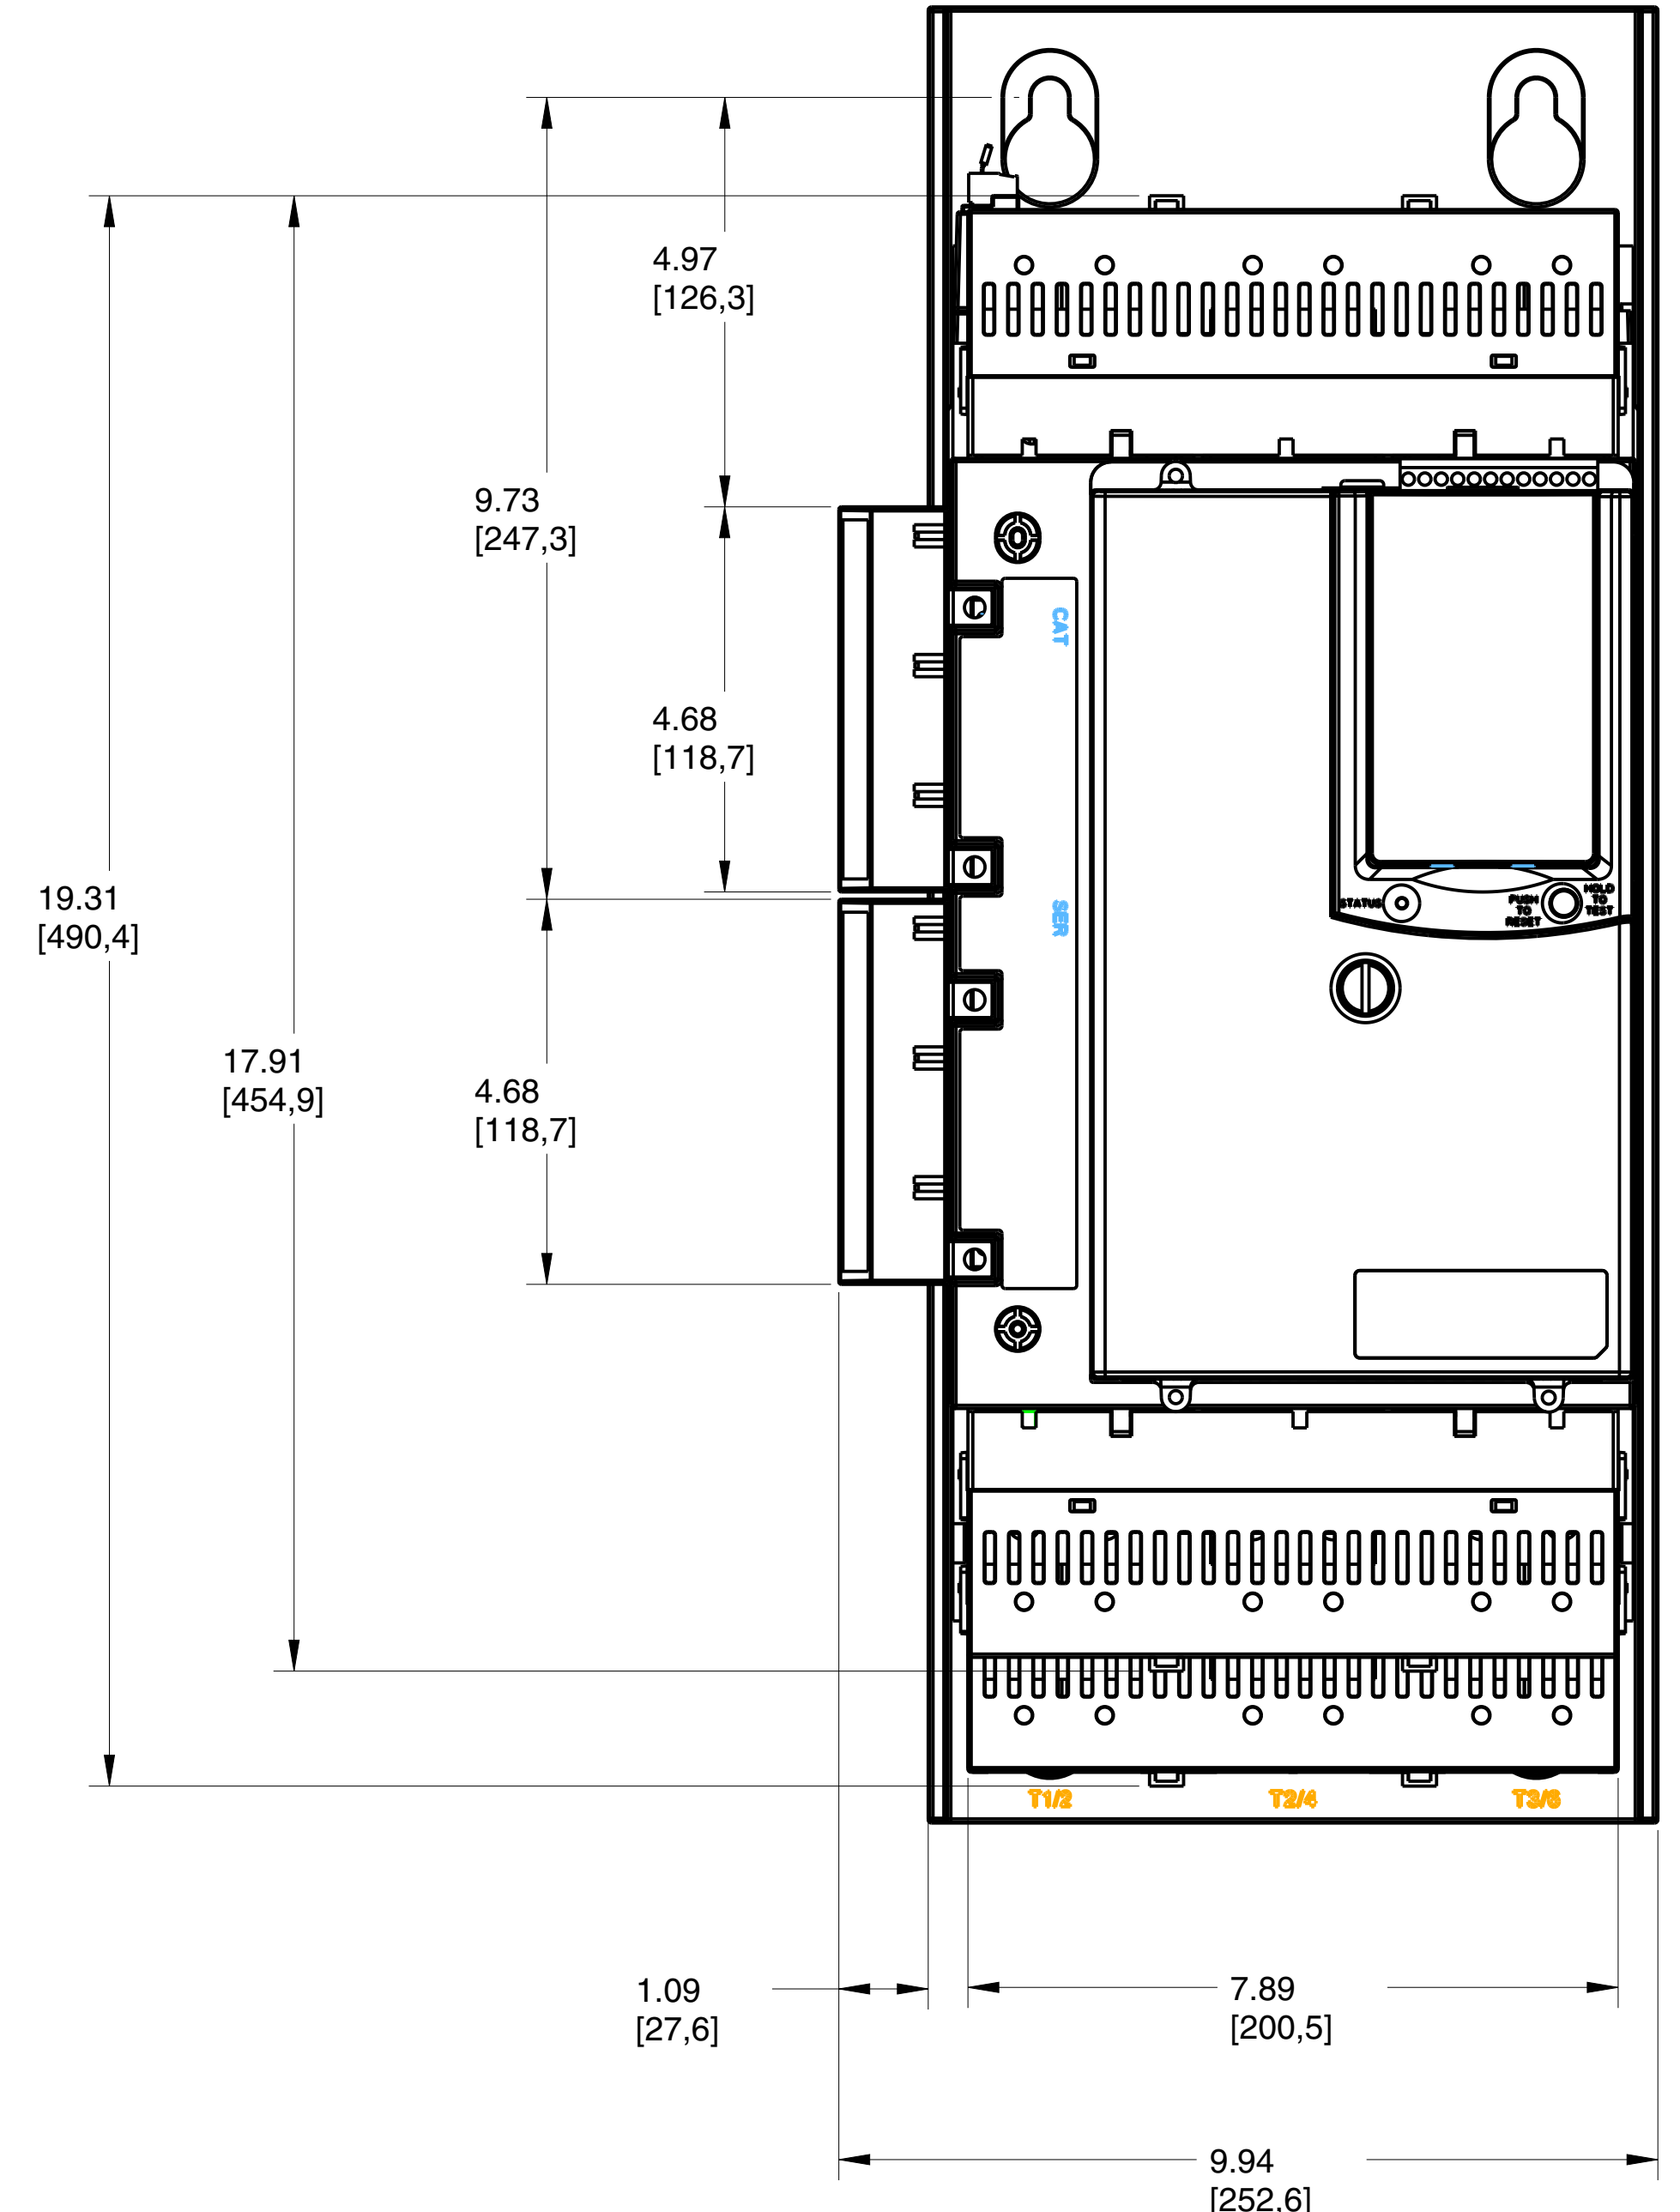 4.97
[126,3]
9.73
[247,3]
4.68
[118,7]
19.31
[490,4]
17.91
[454,9]
4.68
[118,7]
CAT
SER
STATUS
PUSH
TO
RESET
HOLD
TO
TEST
T1/2
T2/4
T3/6
1.09
[27,6]
7.89
[200,5]
9.94
[252,6]